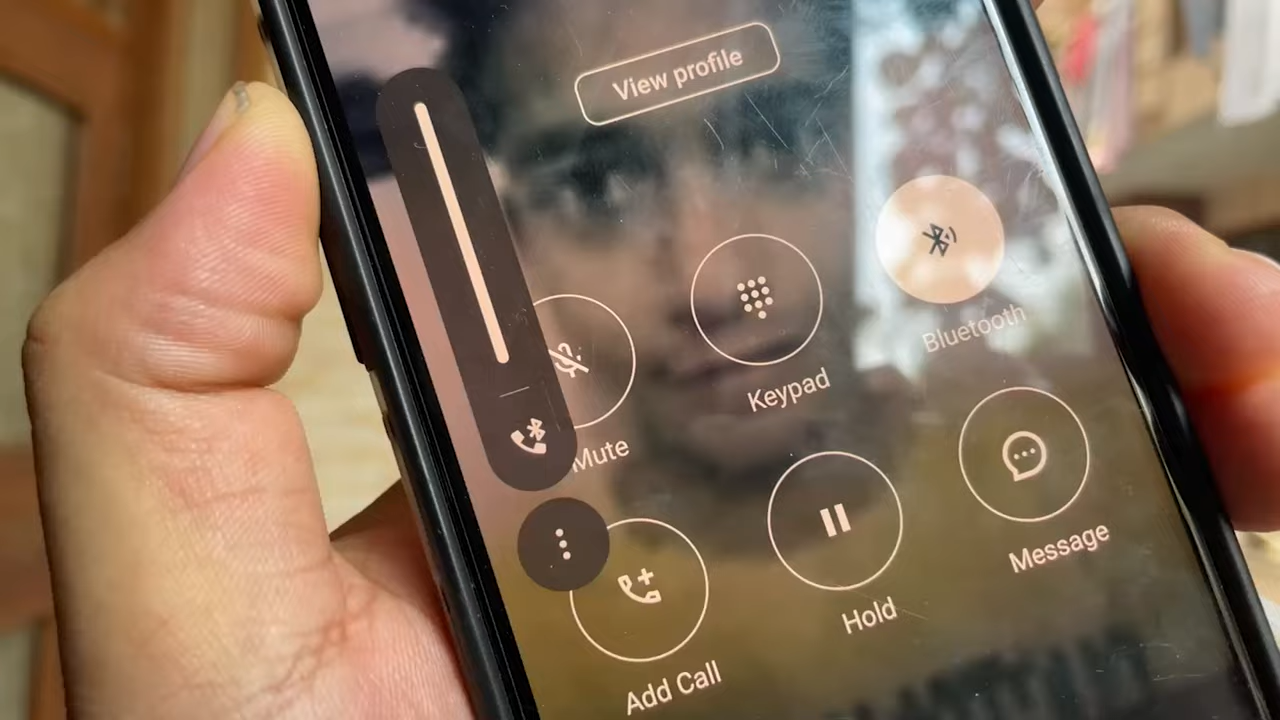 View profile
Mute
Keypad
Bluetooth
Add Call
Hold
Message